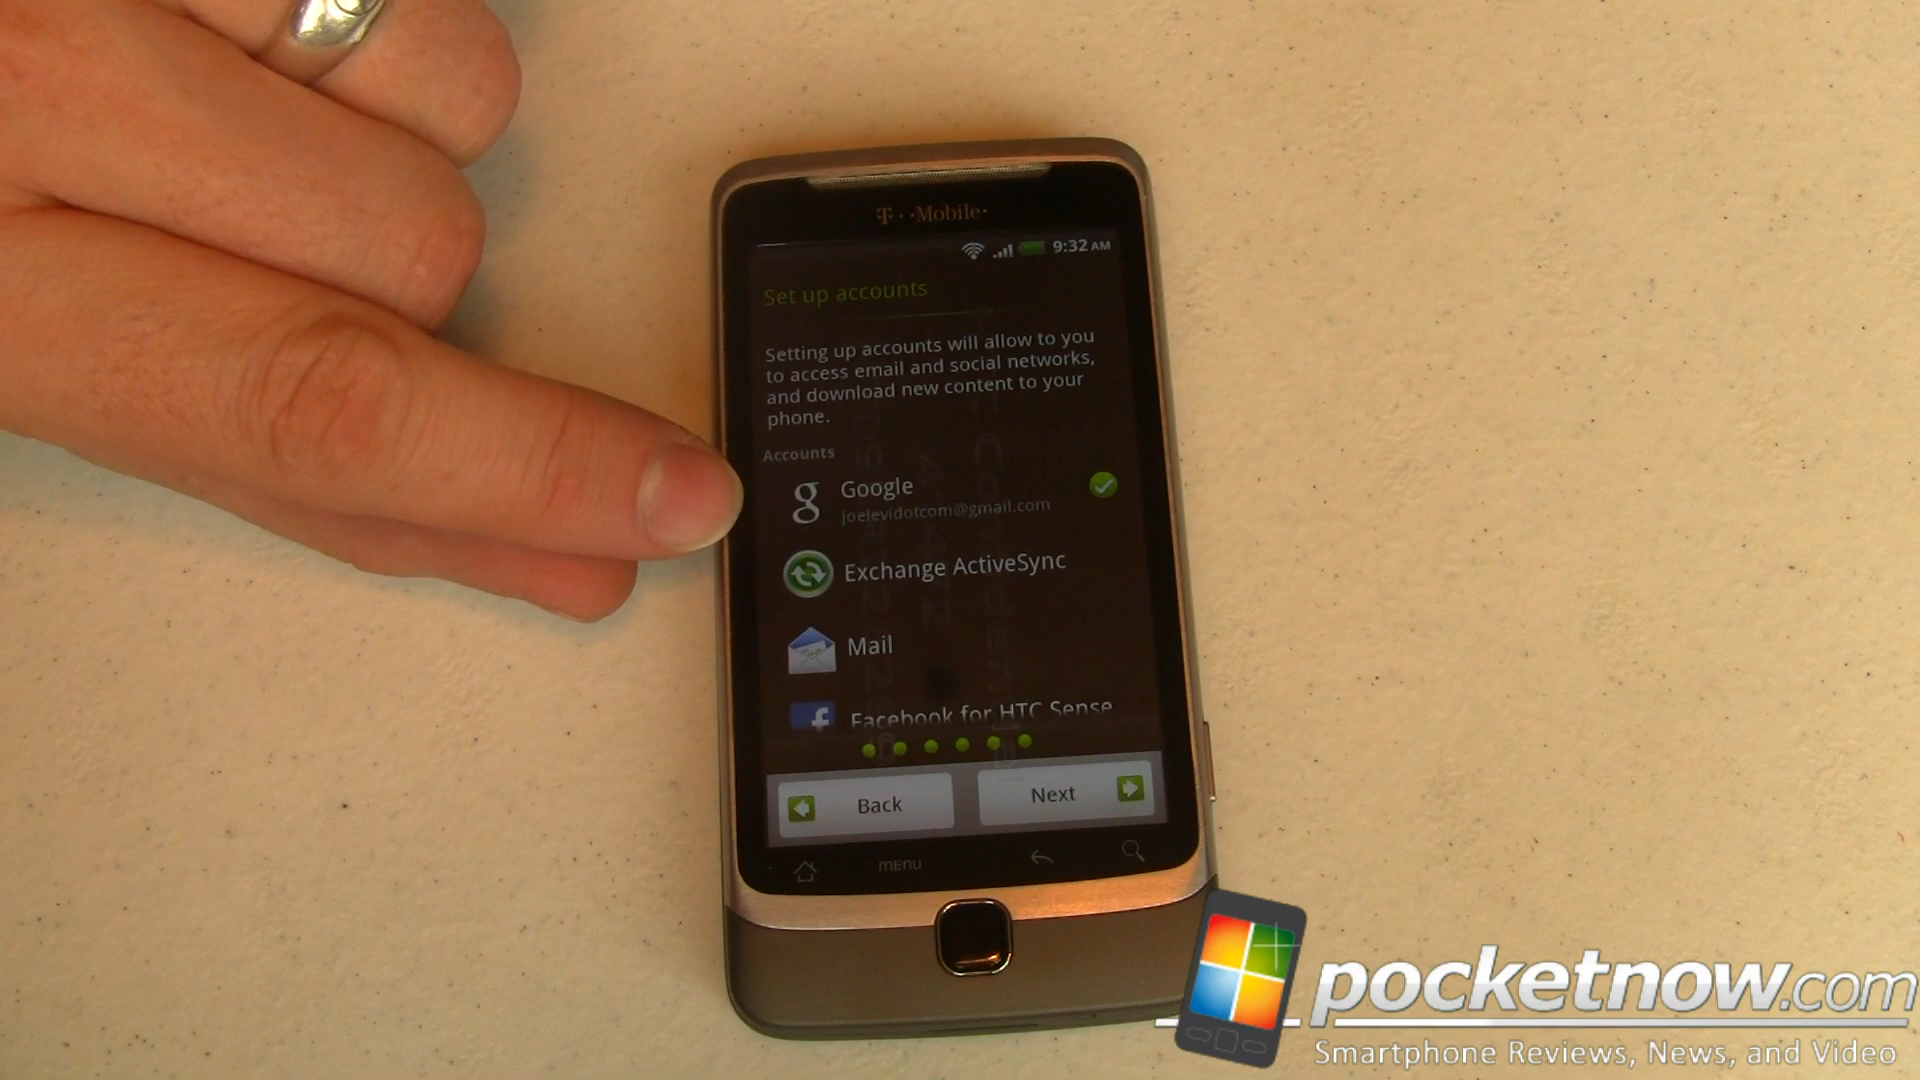 T··Mobile·
9:32 AM
Set up accounts
Setting up accounts will allow to you
to access email and social networks,
and download new content to your
phone.
Accounts
Google
joelevidotcom@gmail.com
Exchange ActiveSync
Mail
Facebook for HTC Sense
Back
Next
MENU
pocketnow.com
Smartphone Reviews, News, and Video